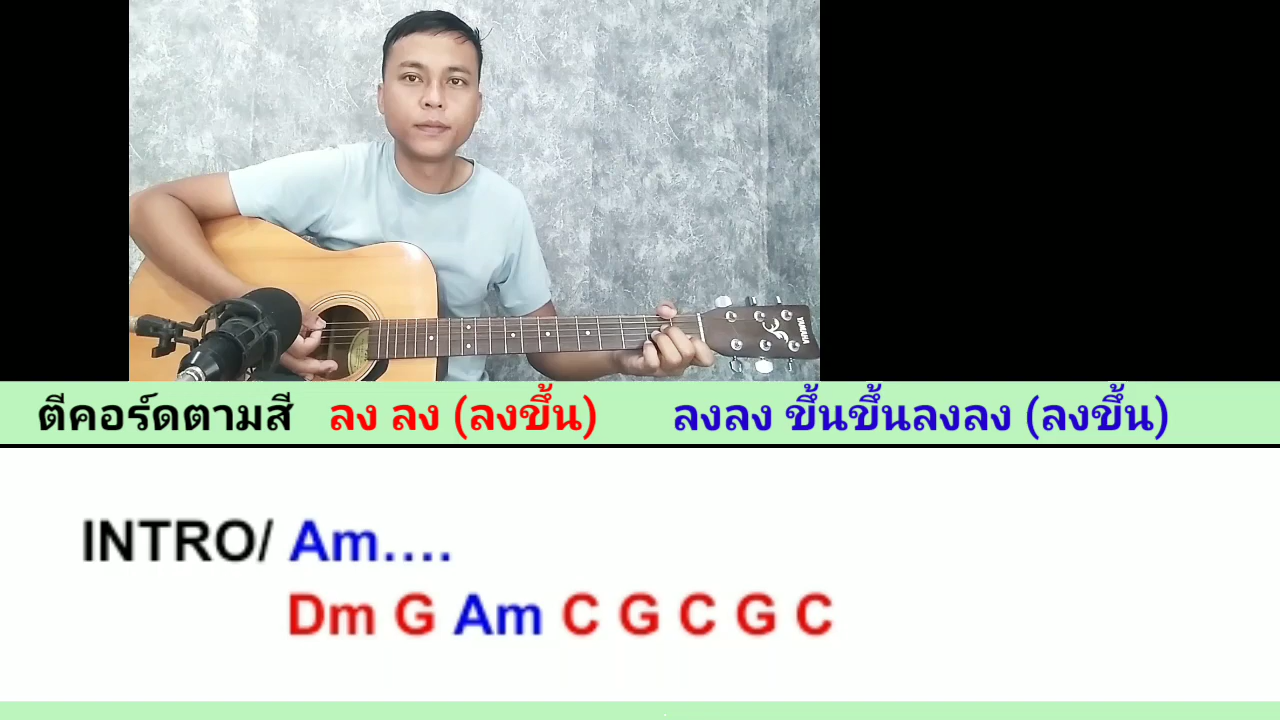 YAMAHA
ตีคอร์ดตามสี ลง ลง (ลงขึ้น) ลงลง ขึ้นขึ้นลงลง (ลงขึ้น)
INTRO/ Am....
Dm G Am C G C G C